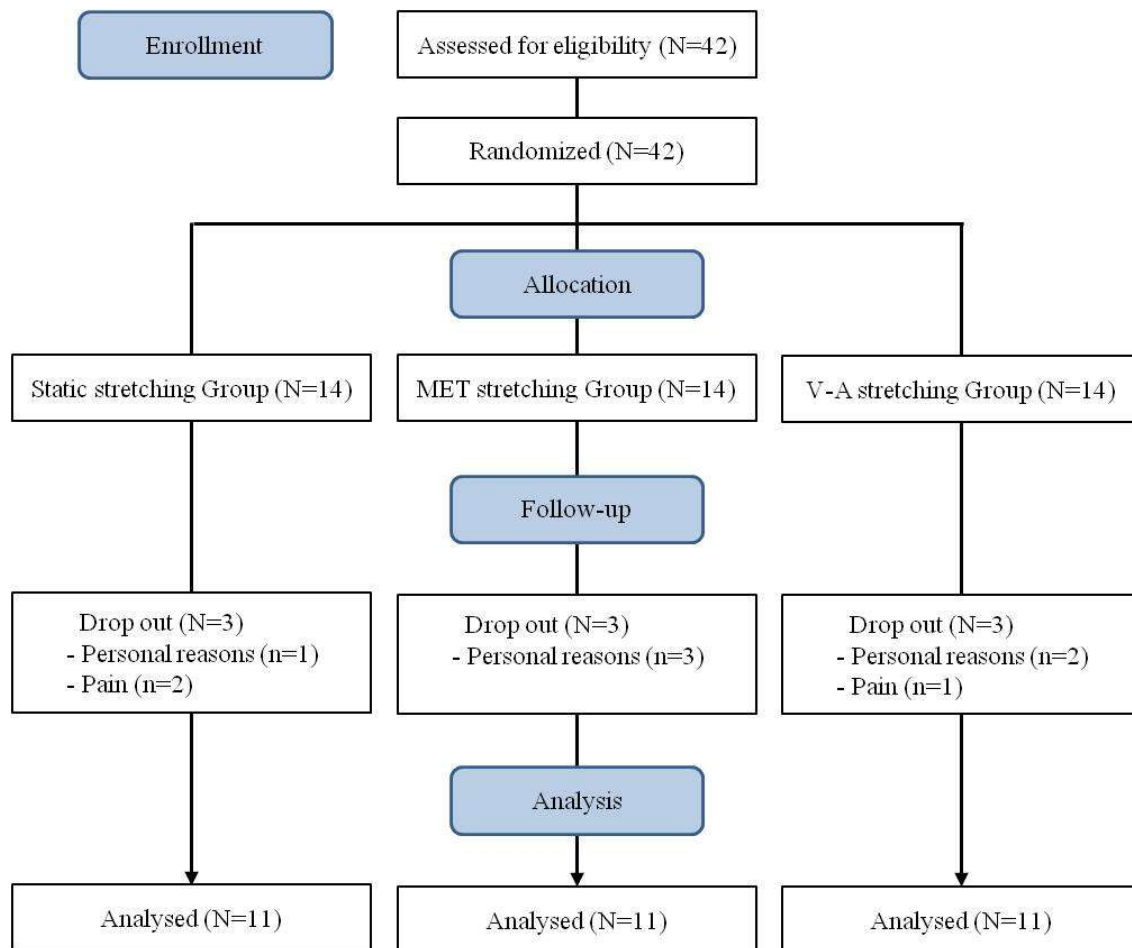 Enrollment
Assessed for eligibility (N=42)
Randomized (N=42)
Allocation
Static stretching Group (N=14)
MET stretching Group (N=14)
V-A stretching Group (N=14)
Follow-up
Drop out (N=3)
- Personal reasons (n=1)
- Pain (n=2)
Drop out (N=3)
- Personal reasons (n=3)
Drop out (N=3)
- Personal reasons (n=2)
- Pain (n=1)
Analysis
Analysed (N=11)
Analysed (N=11)
Analysed (N=11)